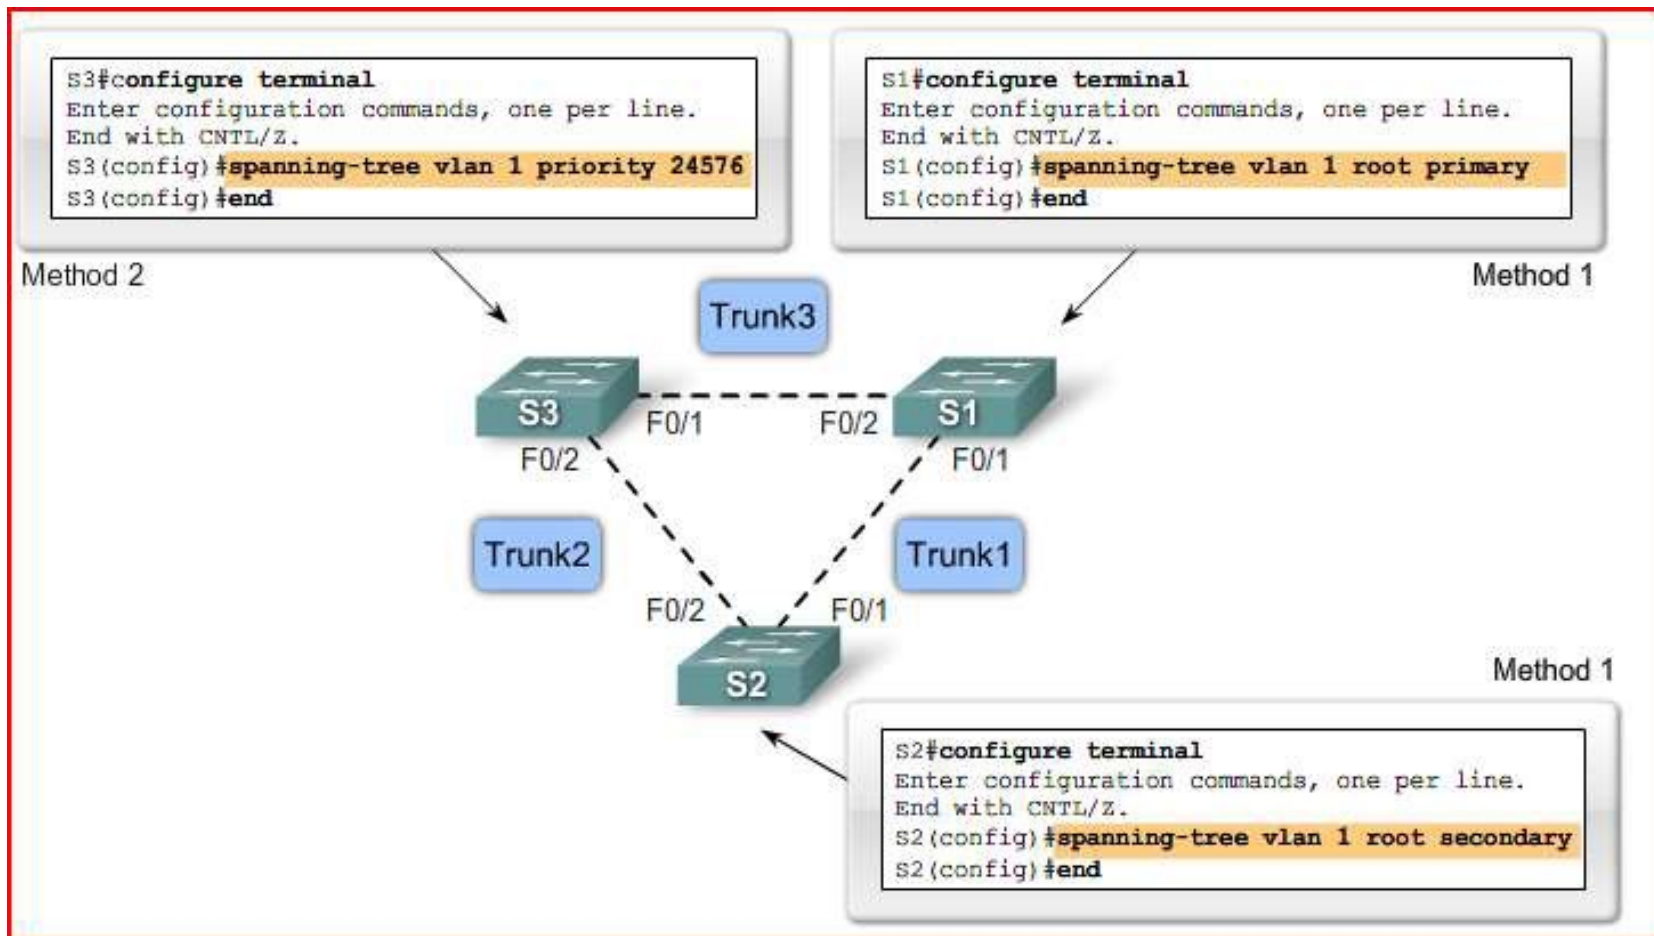 S3#configure terminal
Enter configuration commands, one per line.
End with CNTL/Z.
S3(config)#spanning-tree vlan 1 priority 24576
S3(config)#end
Method 2
S1#configure terminal
Enter configuration commands, one per line.
End with CNTL/Z.
S1(config)#spanning-tree vlan 1 root primary
S1(config)#end
Method 1
Trunk3
S3
F0/1
F0/2
S1
F0/2
F0/1
Trunk2
Trunk1
F0/2
F0/1
S2
Method 1
S2#configure terminal
Enter configuration commands, one per line.
End with CNTL/Z.
S2(config)#spanning-tree vlan 1 root secondary
S2(config)#end